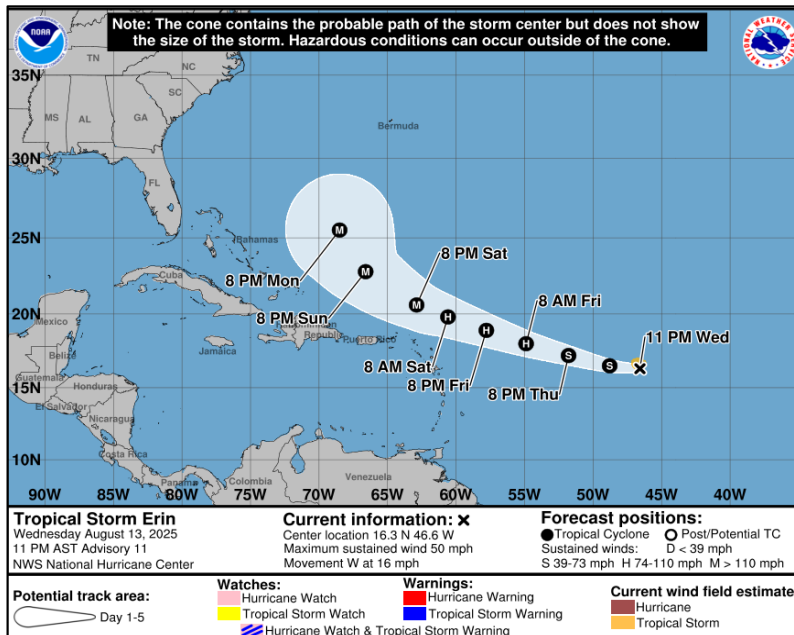 Note: The cone contains the probable path of the storm center but does not show
the size of the storm. Hazardous conditions can occur outside of the cone.
NOAA
NATIONAL WEATHER SERVICE
35N
30N
25N
20N
15N
10N
90W 85W 80W 75W 70W 65W 60W 55W 50W 45W 40W
TN
NC
SC
MS
AL
GA
FL
Bermuda
Bahamas
Cuba
Mexico
Jamaica
Republic
Puerto Rico
Belize
Guatemala
Honduras
El Salvador
Nicaragua
Costa Rica
Panama
Colombia
Venezuela
M
8 PM Mon
M
8 PM Sun
M
8 PM Sat
H
8 AM Sat
H
8 PM Fri
H
8 AM Fri
S
8 PM Thu
S
11 PM Wed
Tropical Storm Erin
Wednesday August 13, 2025
11 PM AST Advisory 11
NWS National Hurricane Center
Current information: ×
Center location 16.3 N 46.6 W
Maximum sustained wind 50 mph
Movement W at 16 mph
Forecast positions:
● Tropical Cyclone ○ Post/Potential TC
Sustained winds: D < 39 mph
S 39-73 mph H 74-110 mph M > 110 mph
Potential track area:
Day 1-5
Watches:
Hurricane Watch
Tropical Storm Watch
Warnings:
Hurricane Warning
Tropical Storm Warning
Hurricane Watch & Tropical Storm Warning
Current wind field estimate
Hurricane
Tropical Storm